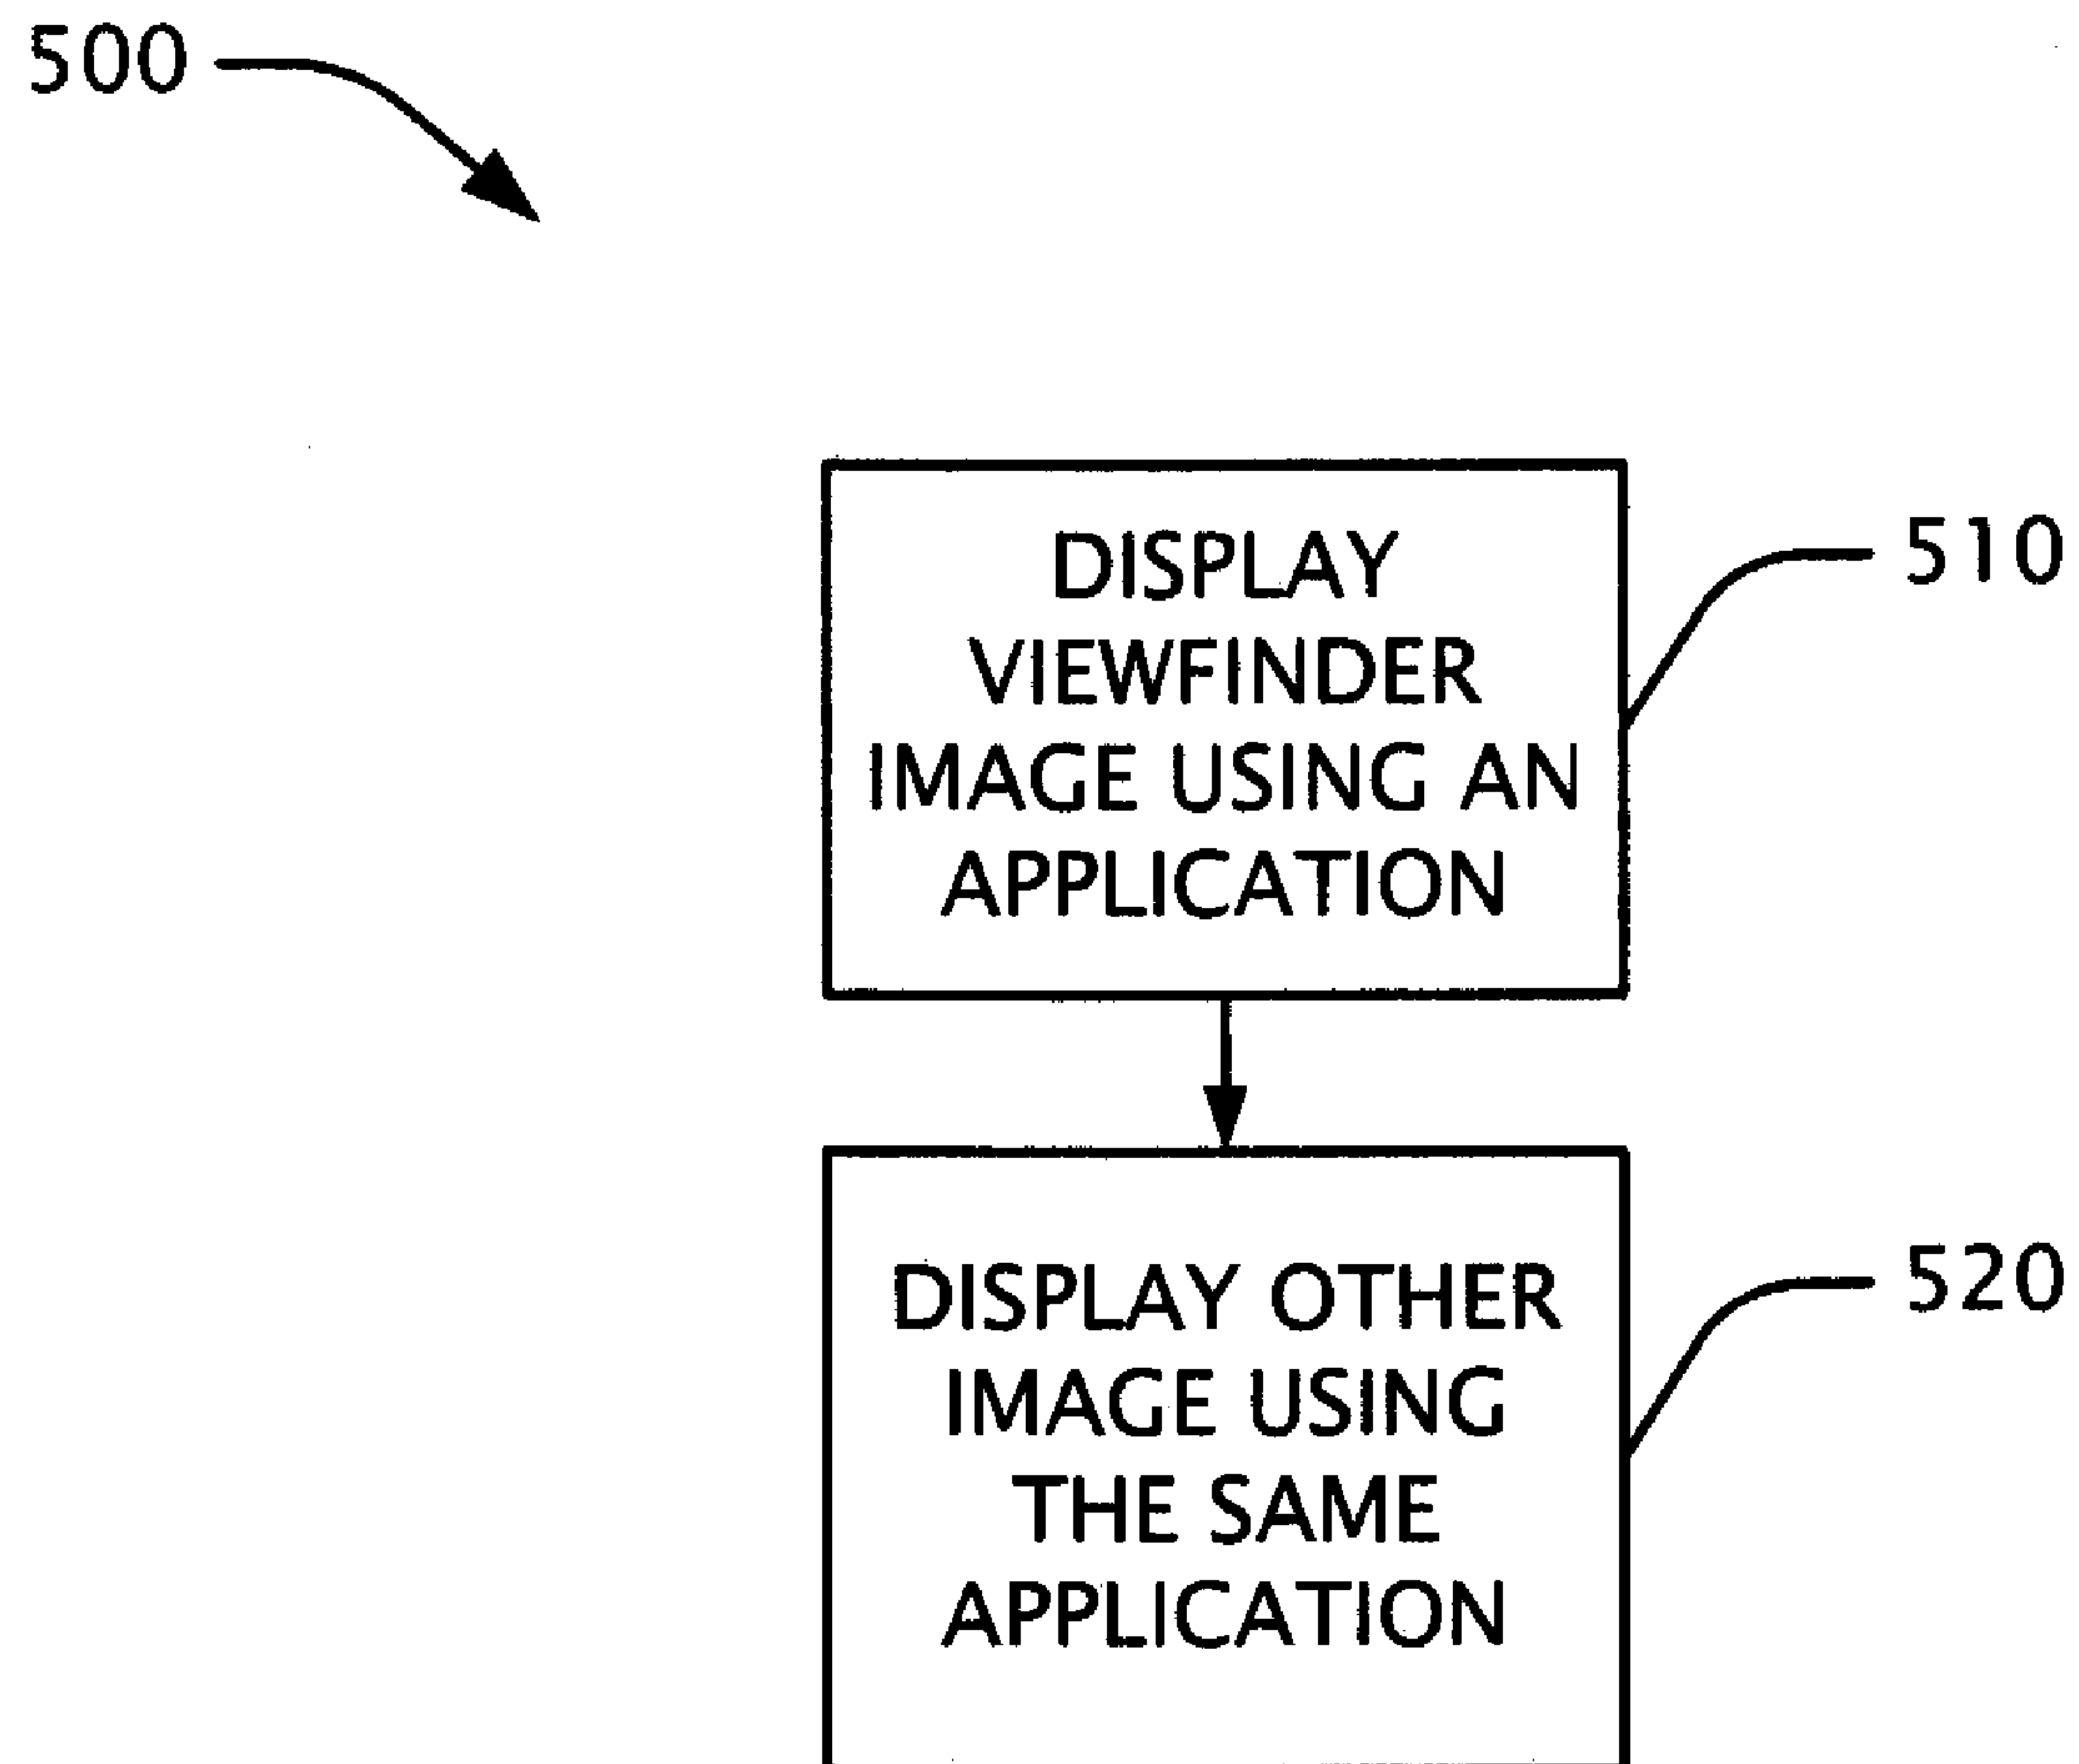 500
DISPLAY
VIEWFINDER
IMAGE USING AN
APPLICATION
510
DISPLAY OTHER
IMAGE USING
THE SAME
APPLICATION
520